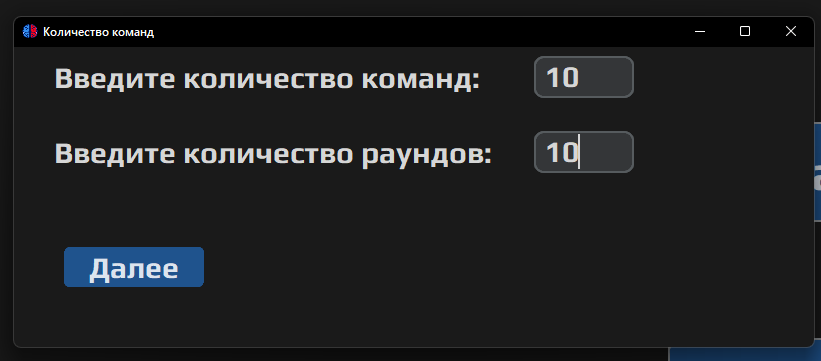 Количество команд
Введите количество команд: 10
Введите количество раундов: 10
Далее